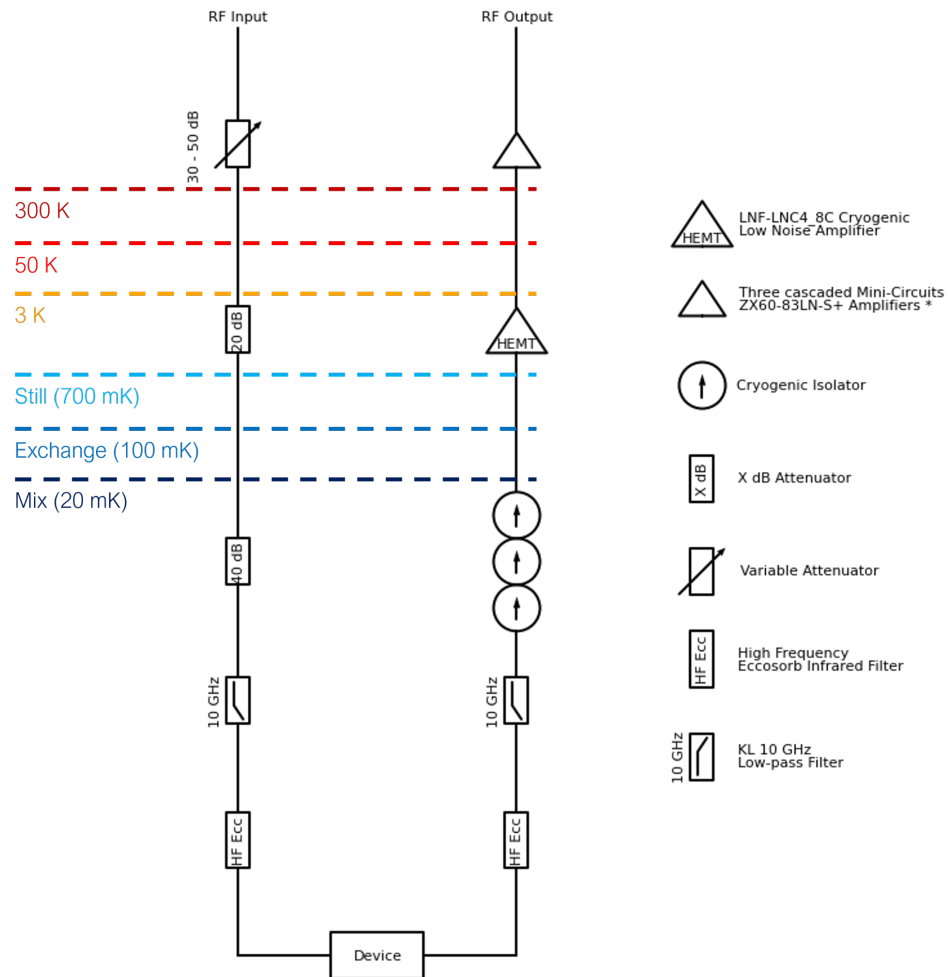 RF Input
RF Output
30 - 50 dB
300 K
50 K
3 K
20 dB
HEMT
Still (700 mK)
Exchange (100 mK)
Mix (20 mK)
40 dB
10 GHz
10 GHz
HF Ecc
HF Ecc
Device
HEMT
LNF-LNC4_8C Cryogenic
Low Noise Amplifier
Three cascaded Mini-Circuits
ZX60-83LN-S+ Amplifiers *
Cryogenic Isolator
X dB
X dB Attenuator
Variable Attenuator
HF Ecc
High Frequency
Eccosorb Infrared Filter
10 GHz
KL 10 GHz
Low-pass Filter